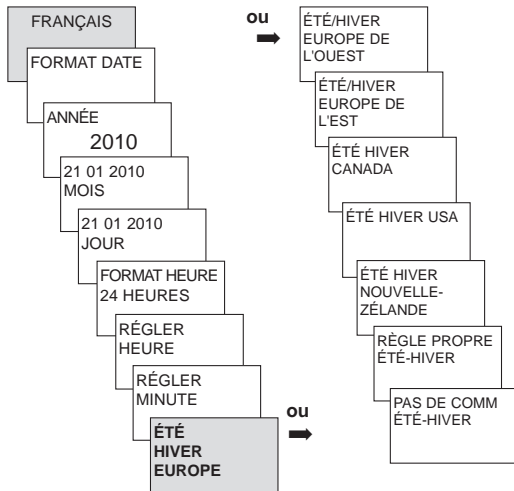 FRANÇAIS
FORMAT DATE
ANNÉE
2010
21 01 2010
MOIS
21 01 2010
JOUR
FORMAT HEURE
24 HEURES
RÉGLER
HEURE
RÉGLER
MINUTE
ÉTÉ
HIVER
EUROPE
ou
ou
ÉTÉ/HIVER
EUROPE DE
L'OUEST
ÉTÉ/HIVER
EUROPE DE
L'EST
ÉTÉ HIVER
CANADA
ÉTÉ HIVER USA
ÉTÉ HIVER
NOUVELLE-
ZÉLANDE
RÈGLE PROPRE
ÉTÉ-HIVER
PAS DE COMM
ÉTÉ-HIVER